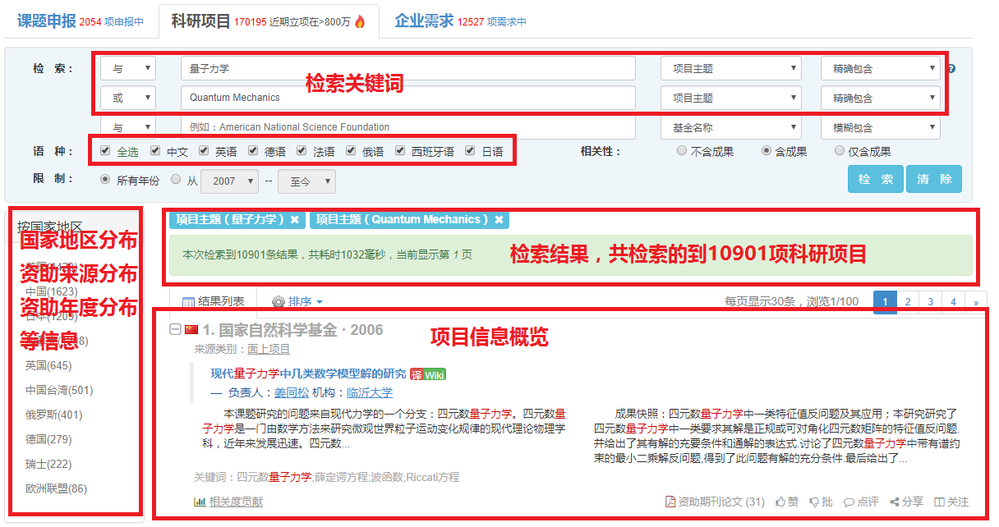 课题申报 2054 项申报中
科研项目 170195 近期立项在>800万
企业需求 12527 项需求中
检 索： 与 量子力学 项目主题 精确包含
检索关键词
或 Quantum Mechanics 项目主题 精确包含
与 例如：American National Science Foundation 基金名称 模糊包含
语 种： 全选 中文 英语 德语 法语 俄语 西班牙语 日语 相关性： 不含成果 含成果 仅含成果
限 制： 所有年份 从 2007 -- 至今 检 索 清 除
按国家地区
国家地区分布
资助来源分布
中国(1623)
资助年度分布
日本(1209)
等信息
英国(645)
中国台湾(501)
俄罗斯(401)
德国(279)
瑞士(222)
欧洲联盟(86)
项目主题（量子力学）✖ 项目主题（Quantum Mechanics）✖
本次检索到10901条结果，共耗时1032毫秒，当前显示第 1 页
检索结果，共检索的到10901项科研项目
结果列表 排序 每页显示30条，浏览1/100 1 2 3 4 »
1. 国家自然科学基金 · 2006
项目信息概览
来源类别：面上项目
现代量子力学中几类数学模型解的研究 译 Wiki
— 负责人：姜同松 机构：临沂大学
本课题研究的问题来自现代力学的一个分支：四元数量子力学。四元数量
子力学是一门由数学方法来研究微观世界粒子运动变化规律的现代理论物理学
科，近年来发展迅速。四元数...
成果快照：四元数量子力学中一类特征值反问题及其应用；本研究研究了
四元数量子力学中一类要求其解是正规或可对角化四元数矩阵的特征值反问题.
并给出了其有解的充要条件和通解的表达式.讨论了四元数量子力学中带有谱约
束的最小二乘解反问题,得到了此问题有解的充分条件.最后给出了...
关键词：四元数量子力学;薛定谔方程;波函数;Riccati方程
相关度贡献 资助期刊论文 (31) 赞 批 点评 分享 关注